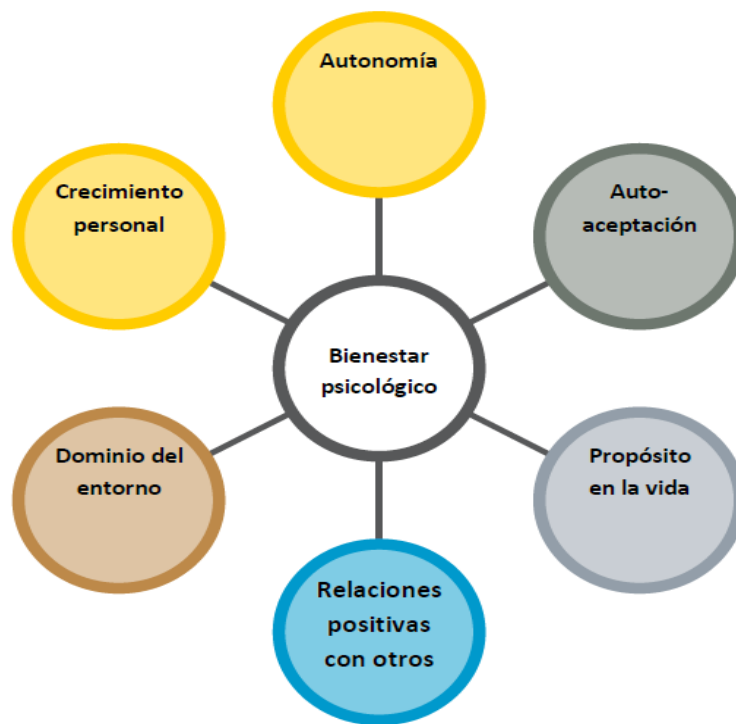 Autonomía
Crecimiento
personal
Auto-
aceptación
Bienestar
psicológico
Dominio del
entorno
Propósito
en la vida
Relaciones
positivas
con otros